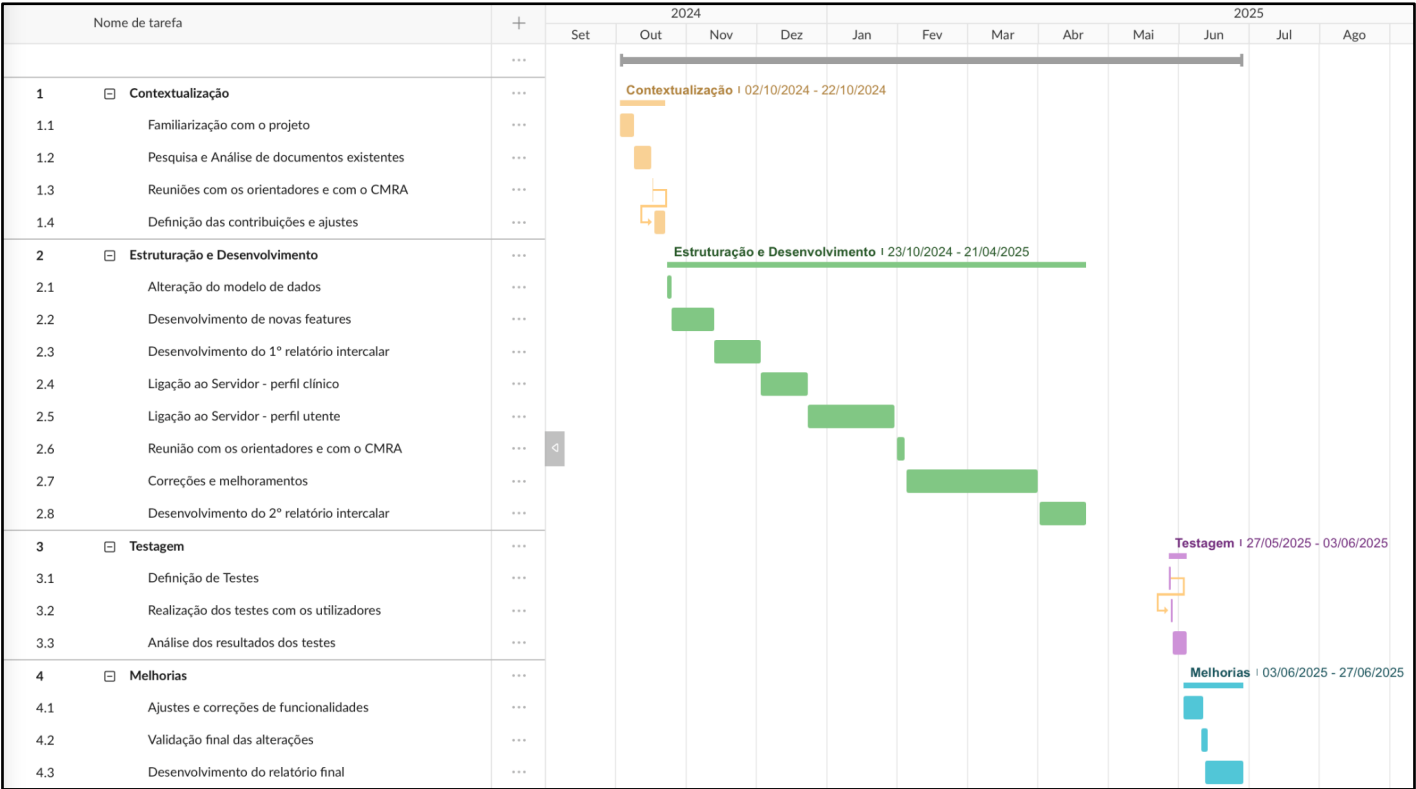 Nome de tarefa
2024 2025
Set Out Nov Dez Jan Fev Mar Abr Mai Jun Jul Ago
1 Contextualização
Contextualização 02/10/2024 - 22/10/2024
1.1 Familiarização com o projeto
1.2 Pesquisa e Análise de documentos existentes
1.3 Reuniões com os orientadores e com o CMRA
1.4 Definição das contribuições e ajustes
2 Estruturação e Desenvolvimento
Estruturação e Desenvolvimento 23/10/2024 - 21/04/2025
2.1 Alteração do modelo de dados
2.2 Desenvolvimento de novas features
2.3 Desenvolvimento do 1º relatório intercalar
2.4 Ligação ao Servidor - perfil clínico
2.5 Ligação ao Servidor - perfil utente
2.6 Reunião com os orientadores e com o CMRA
2.7 Correções e melhoramentos
2.8 Desenvolvimento do 2º relatório intercalar
3 Testagem
Testagem 27/05/2025 - 03/06/2025
3.1 Definição de Testes
3.2 Realização dos testes com os utilizadores
3.3 Análise dos resultados dos testes
4 Melhorias
Melhorias 03/06/2025 - 27/06/2025
4.1 Ajustes e correções de funcionalidades
4.2 Validação final das alterações
4.3 Desenvolvimento do relatório final